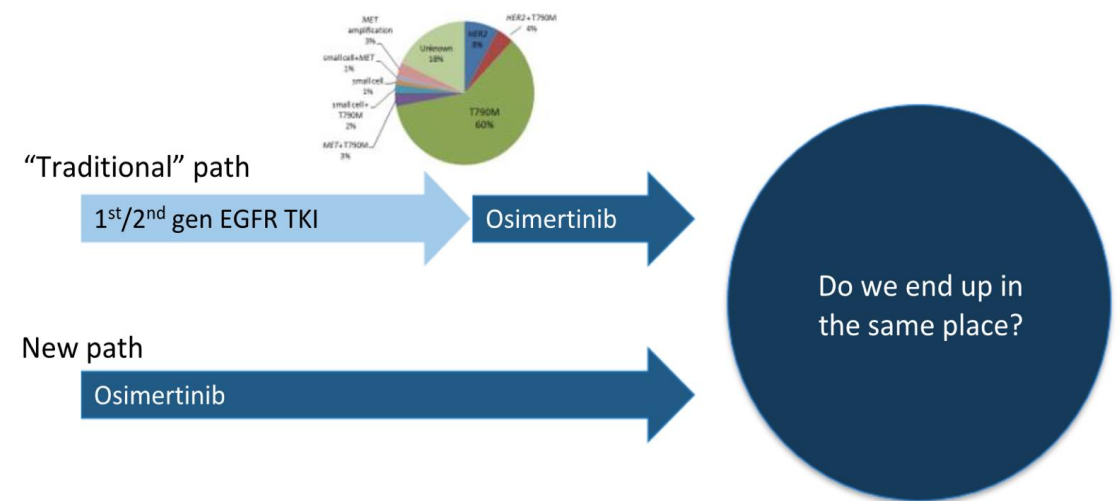 MET
amplification
3%
HER2+T790M
4%
Unknown
18%
HER2
8%
small cell+MET
1%
small cell
1%
small cell+
T790M
2%
MET+T790M
3%
T790M
60%
“Traditional” path
1st/2nd gen EGFR TKI
Osimertinib
Do we end up in
the same place?
New path
Osimertinib